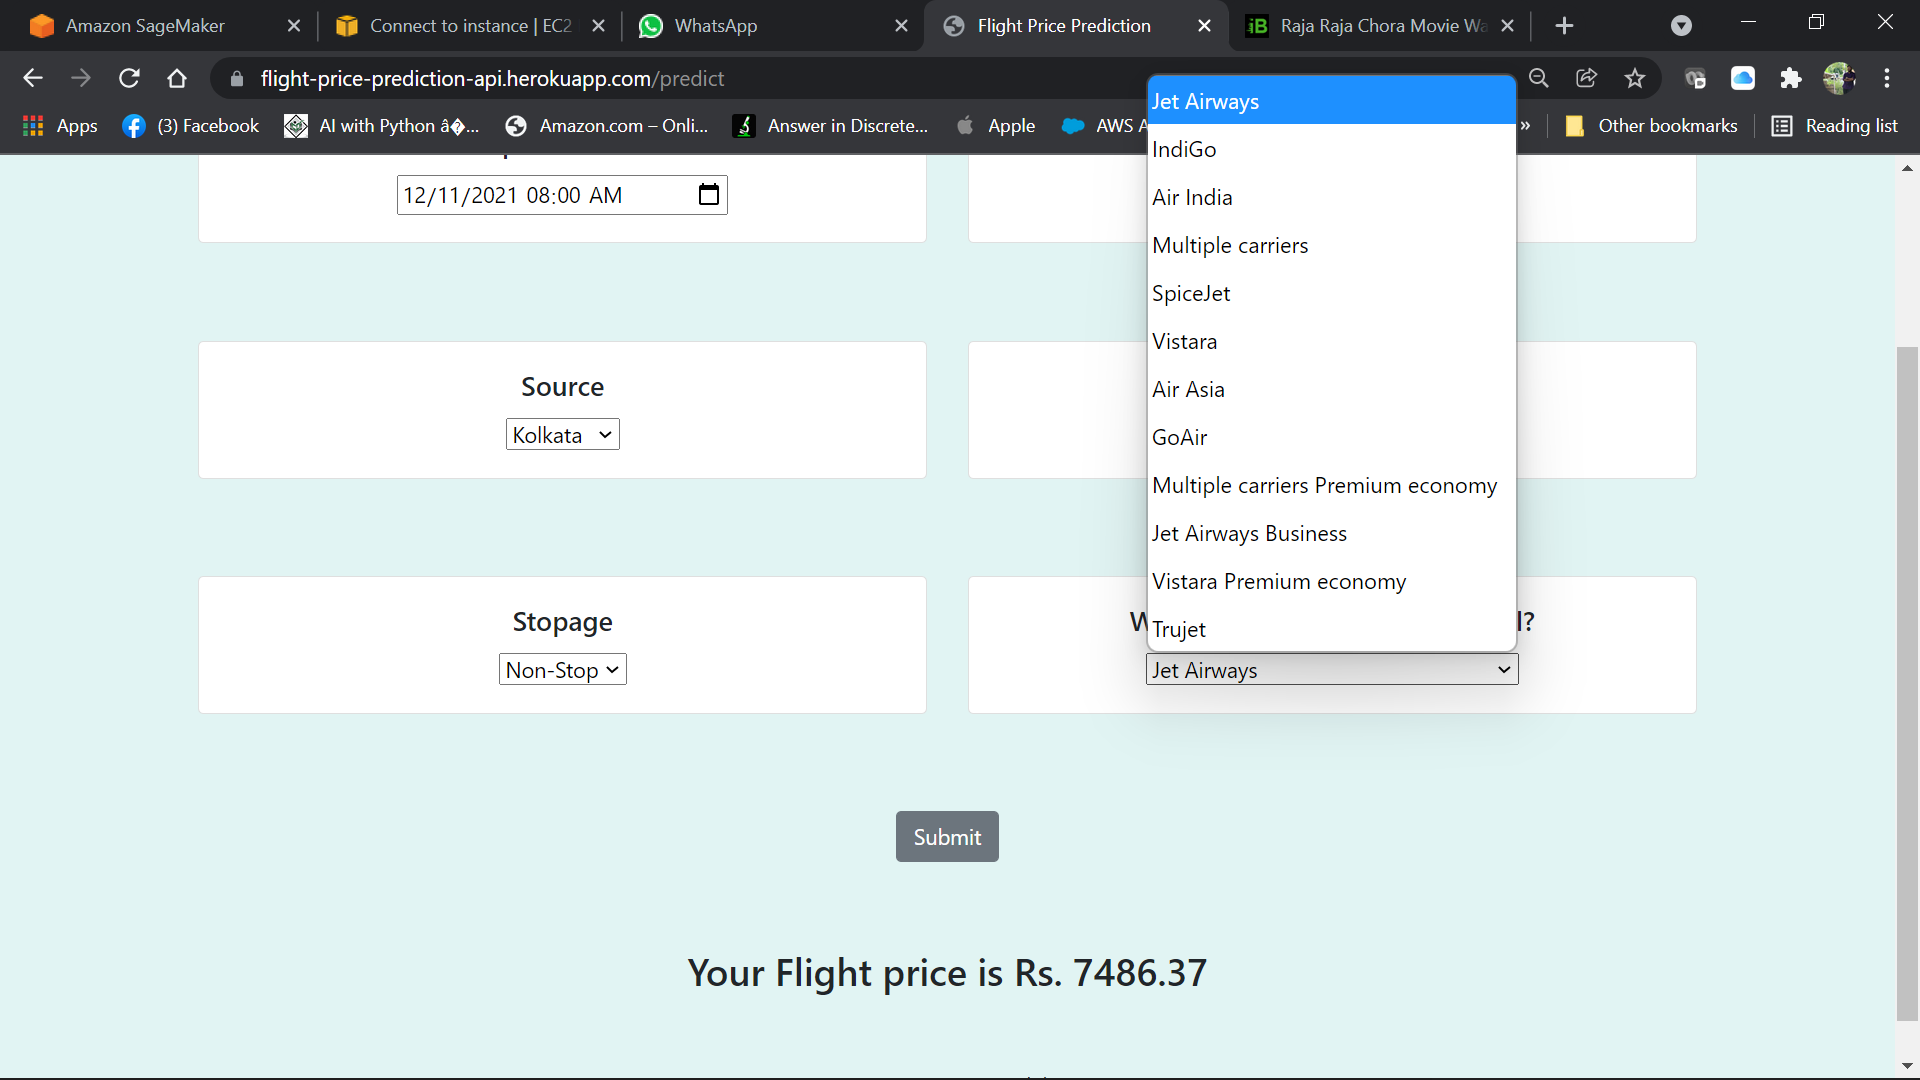 Amazon SageMaker
Connect to instance | EC2
WhatsApp
Flight Price Prediction
Raja Raja Chora Movie Wa
flight-price-prediction-api.herokuapp.com/predict
Apps
(3) Facebook
AI with Python â�...
Amazon.com – Onli...
Answer in Discrete...
Apple
AWS A
»
Other bookmarks
Reading list
12/11/2021 08:00 AM
Jet Airways
IndiGo
Air India
Multiple carriers
SpiceJet
Vistara
Air Asia
GoAir
Multiple carriers Premium economy
Jet Airways Business
Vistara Premium economy
Trujet
Source
Kolkata
Stopage
Non-Stop
Jet Airways
Submit
Your Flight price is Rs. 7486.37